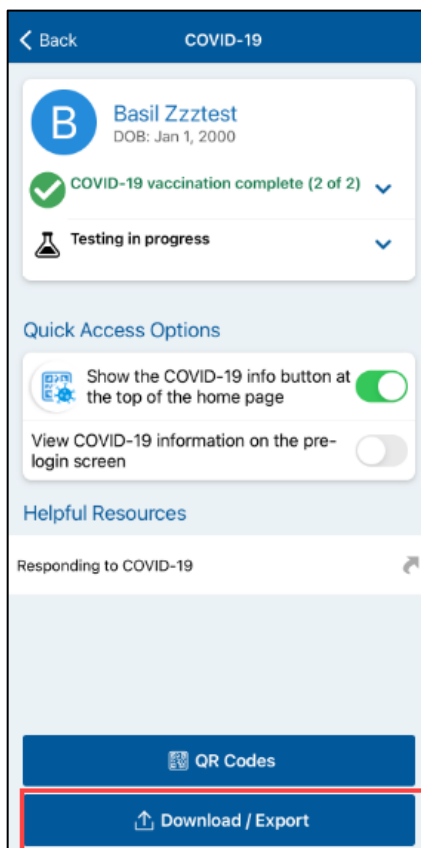 Back
COVID-19
B
Basil Zzztest
DOB: Jan 1, 2000
COVID-19 vaccination complete (2 of 2)
Testing in progress
Quick Access Options
Show the COVID-19 info button at
the top of the home page
View COVID-19 information on the pre-
login screen
Helpful Resources
Responding to COVID-19
QR Codes
Download / Export